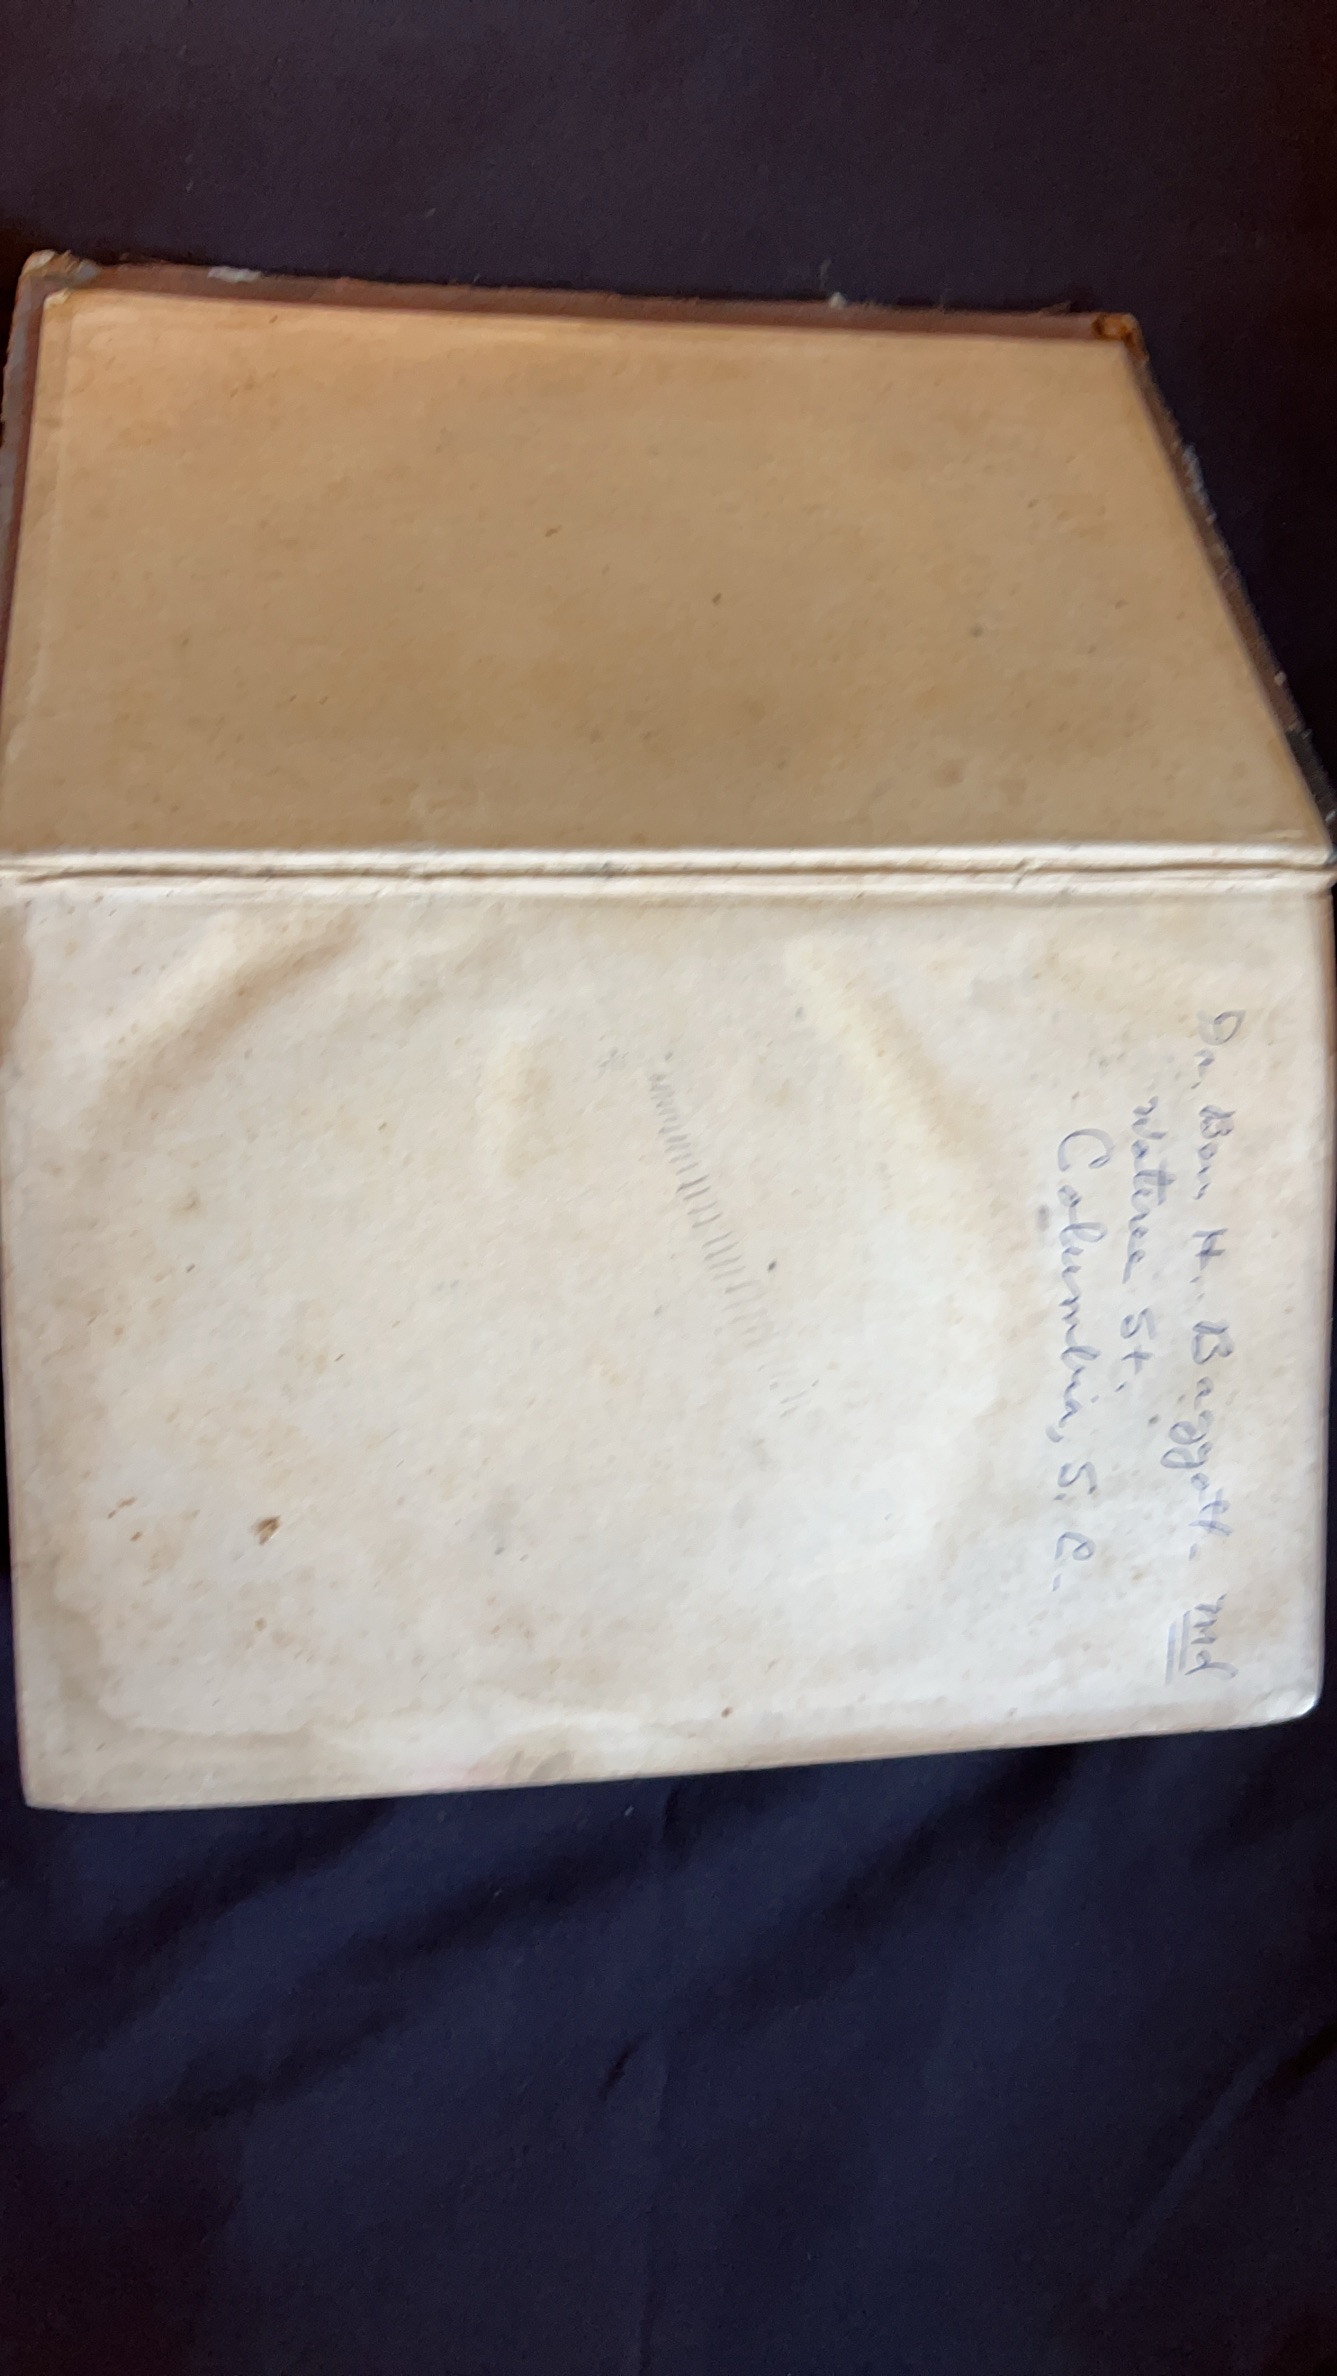 Dr. Ben H. Baggott. md
Wateree St.
Columbia, S. C.